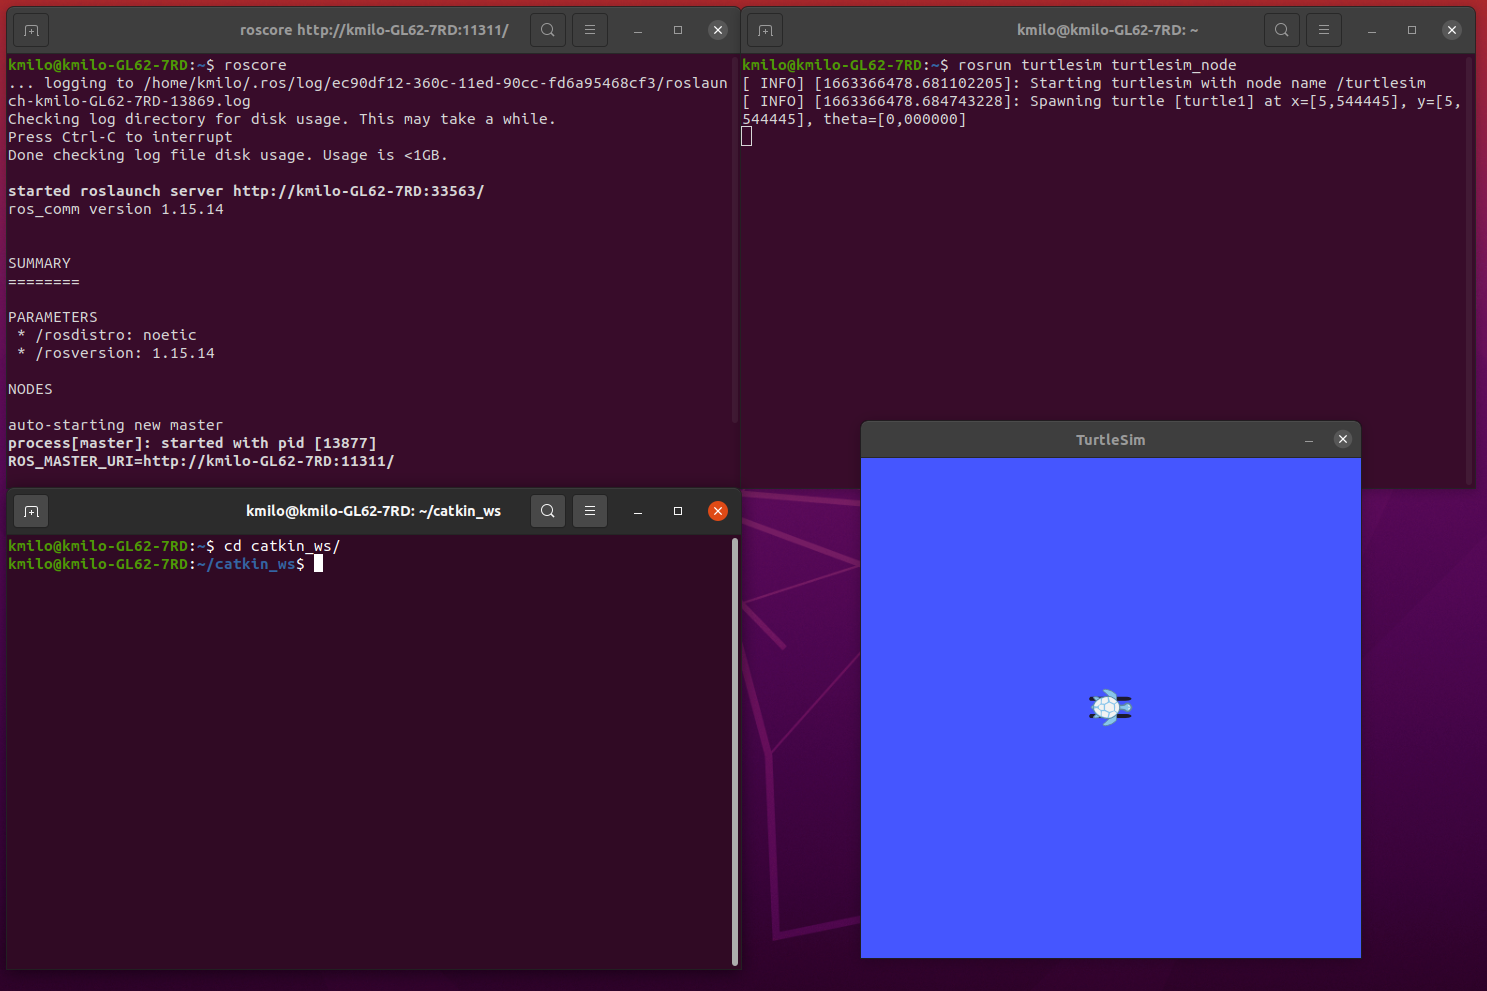 roscore http://kmilo-GL62-7RD:11311/
kmilo@kmilo-GL62-7RD:~$ roscore
... logging to /home/kmilo/.ros/log/ec90df12-360c-11ed-90cc-fd6a95468cf3/roslaun
ch-kmilo-GL62-7RD-13869.log
Checking log directory for disk usage. This may take a while.
Press Ctrl-C to interrupt
Done checking log file disk usage. Usage is <1GB.
started roslaunch server http://kmilo-GL62-7RD:33563/
ros_comm version 1.15.14
SUMMARY
========
PARAMETERS
* /rosdistro: noetic
* /rosversion: 1.15.14
NODES
auto-starting new master
process[master]: started with pid [13877]
ROS_MASTER_URI=http://kmilo-GL62-7RD:11311/
kmilo@kmilo-GL62-7RD: ~
kmilo@kmilo-GL62-7RD:~$ rosrun turtlesim turtlesim_node
[ INFO] [1663366478.681102205]: Starting turtlesim with node name /turtlesim
[ INFO] [1663366478.684743228]: Spawning turtle [turtle1] at x=[5,544445], y=[5,
544445], theta=[0,000000]
kmilo@kmilo-GL62-7RD: ~/catkin_ws
kmilo@kmilo-GL62-7RD:~$ cd catkin_ws/
kmilo@kmilo-GL62-7RD:~/catkin_ws$
TurtleSim